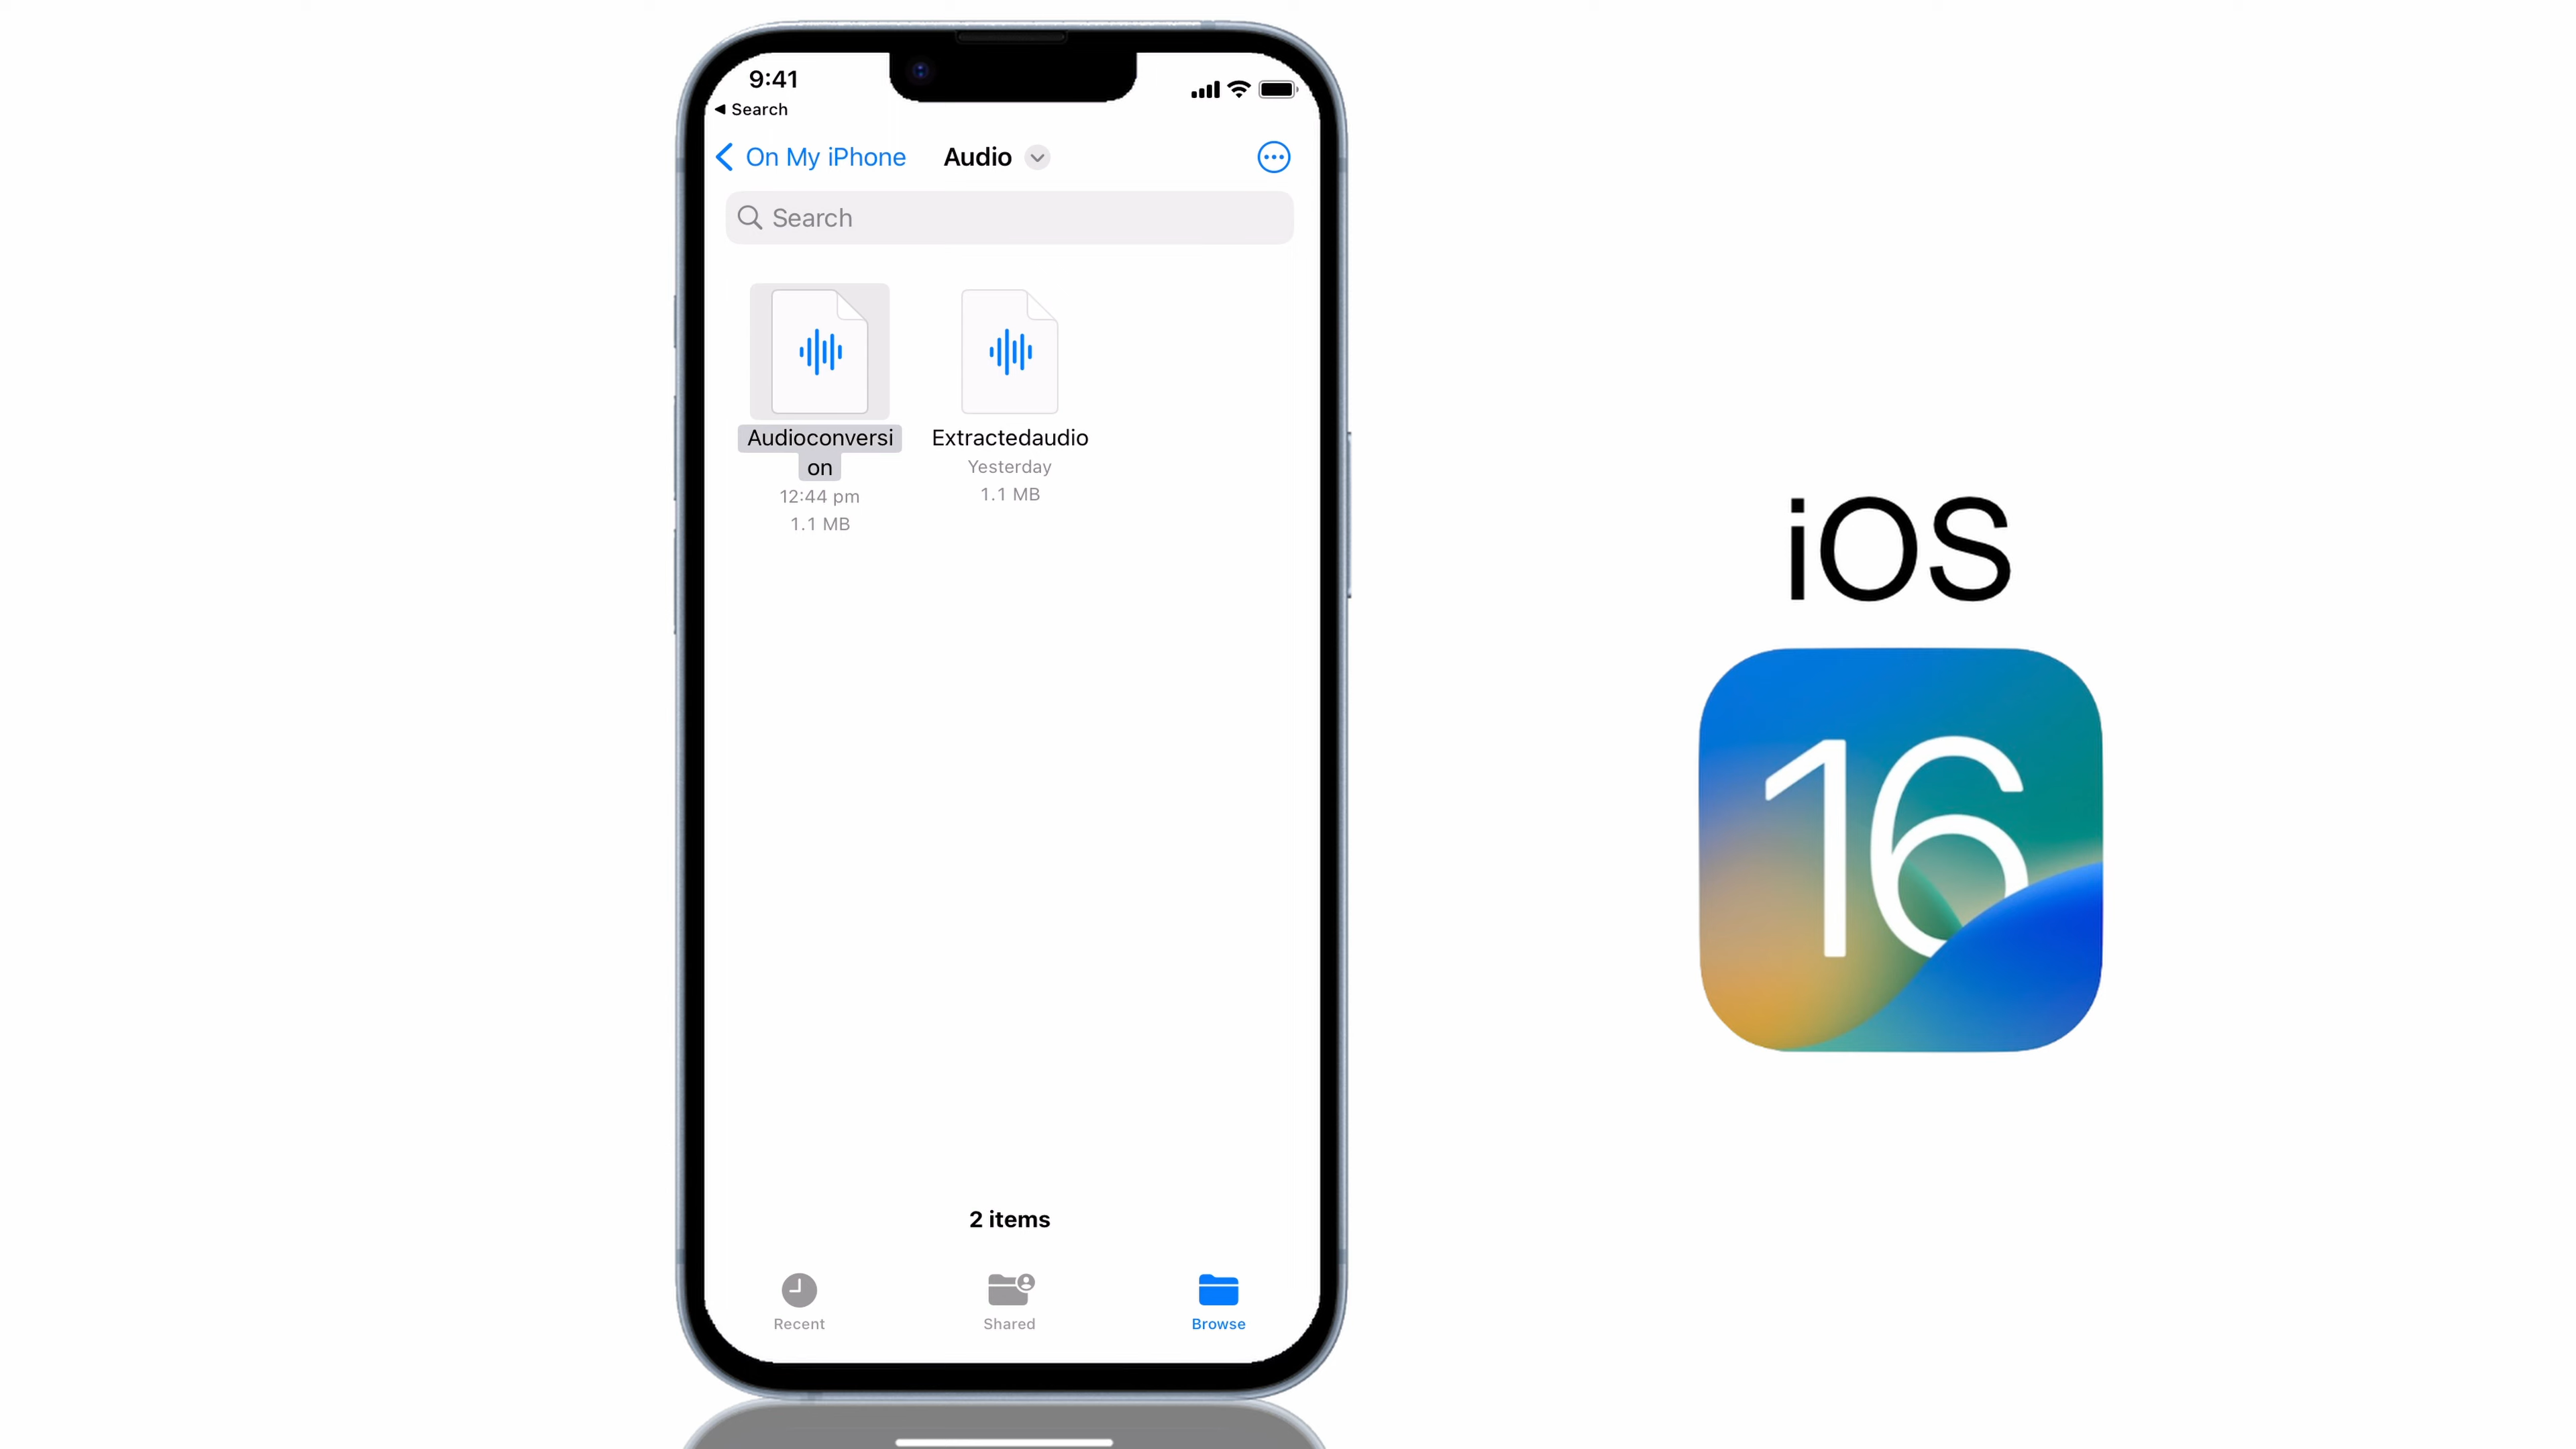 9:41
Search
On My iPhone
Audio
Search
Audioconversi
on
12:44 pm
1.1 MB
Extractedaudio
Yesterday
1.1 MB
2 items
Recent
Shared
Browse
iOS
16